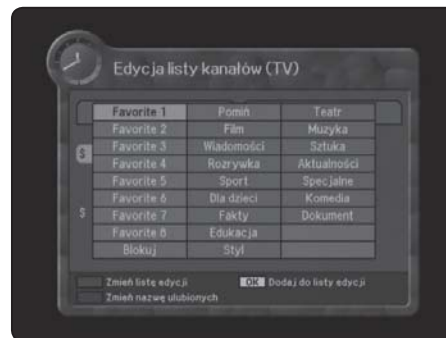 Edycja listy kanałów (TV)
Favorite 1 Pomiń Teatr
Favorite 2 Film Muzyka
Favorite 3 Wiadomości Sztuka
$
Favorite 4 Rozrywka Aktualności
Favorite 5 Sport Specjalne
Favorite 6 Dla dzieci Komedia
$ Favorite 7 Fakty Dokument
Favorite 8 Edukacja
Blokuj Styl
Zmień listę edycji OK Dodaj do listy edycji
Zmień nazwę ulubionych